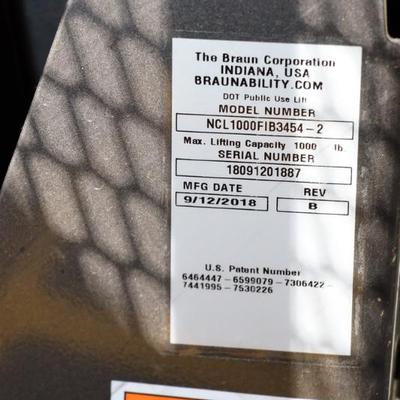 The Braun Corporation
INDIANA, USA
BRAUNABILITY.COM
DOT Public Use Lift
MODEL NUMBER
NCL1000FIB3454-2
Max. Lifting Capacity 1000 lb.
SERIAL NUMBER
18091201887
MFG DATE REV
9/12/2018 B
U.S. Patent Number
6464447-6599079-7306422-
7441995-7530226